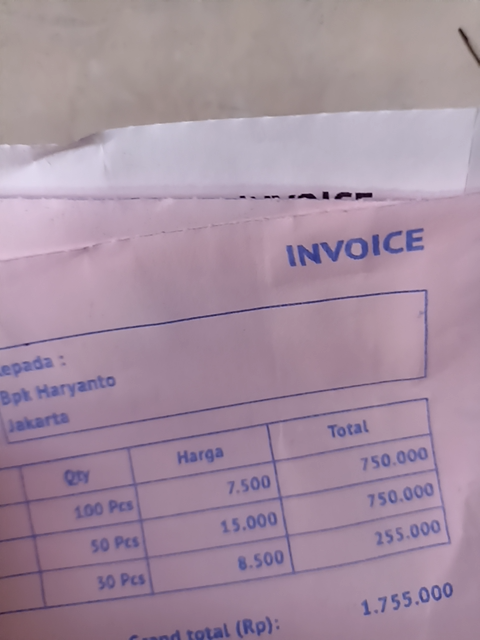 INVOICE
INVOICE
Kepada :
Bpk Haryanto
Jakarta
Qty Harga Total
100 Pcs 7.500 750.000
50 Pcs 15.000 750.000
30 Pcs 8.500 255.000
Grand total (Rp): 1.755.000